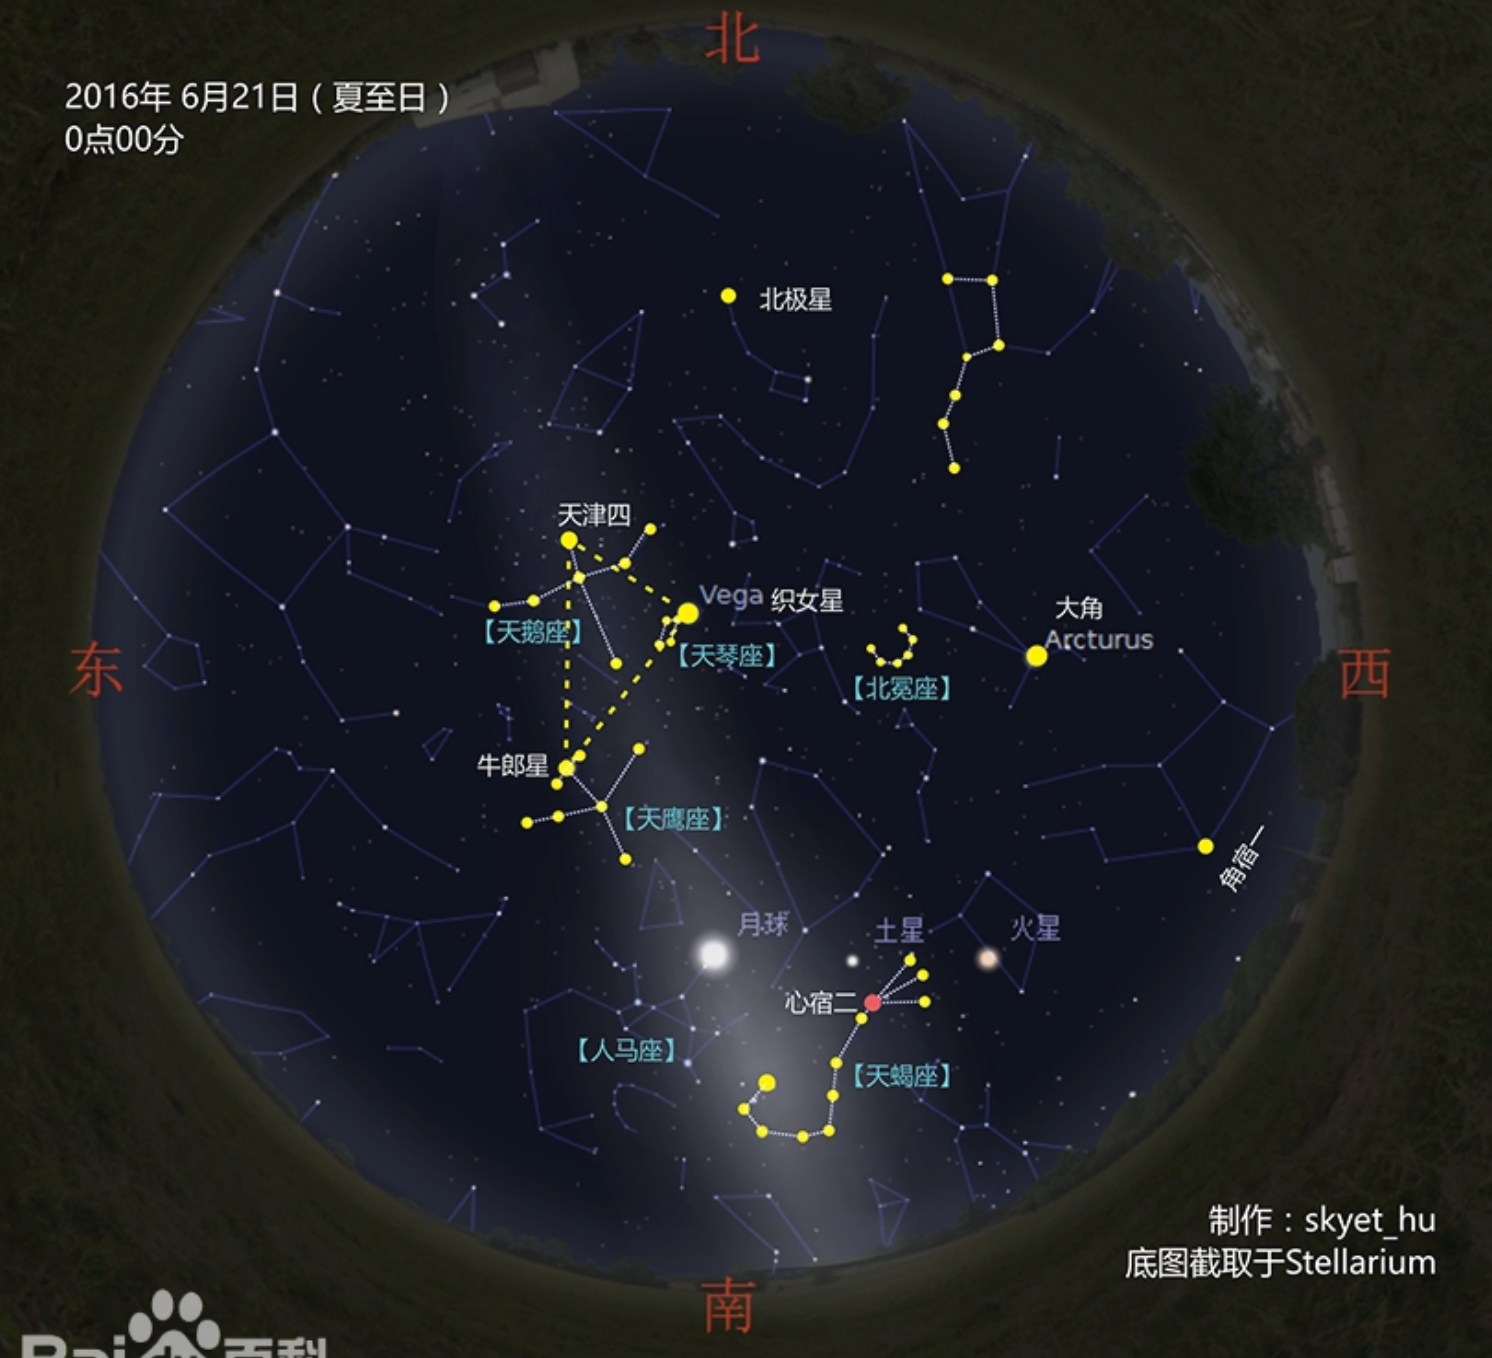 北
2016年 6月21日（夏至日）
0点00分
北极星
天津四
Vega 织女星
大角
Arcturus
【天鹅座】
【天琴座】
【北冕座】
东
西
牛郎星
【天鹰座】
角宿一
月球
土星
火星
心宿二
【人马座】
【天蝎座】
制作：skyet_hu
底图截取于Stellarium
南
Bai 百科